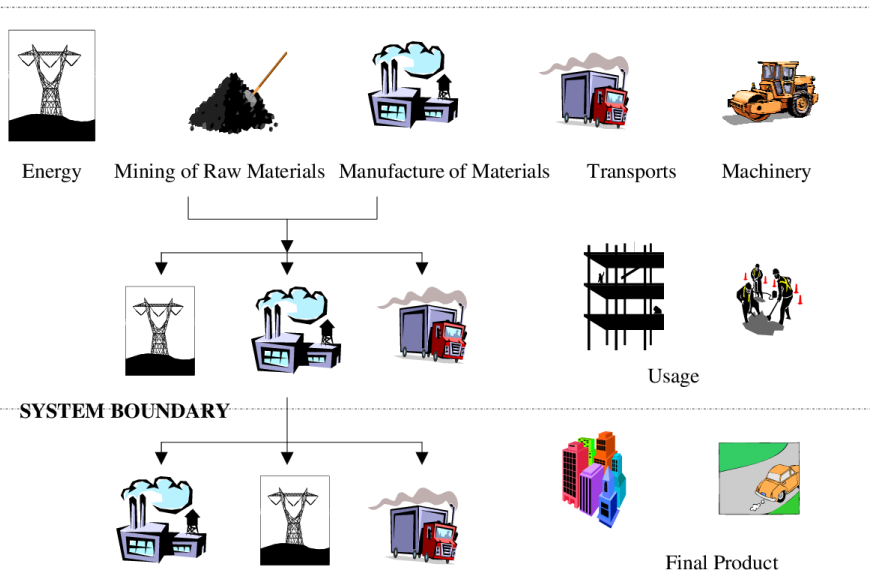 Energy
Mining of Raw Materials
Manufacture of Materials
Transports
Machinery
Usage
SYSTEM BOUNDARY
Final Product